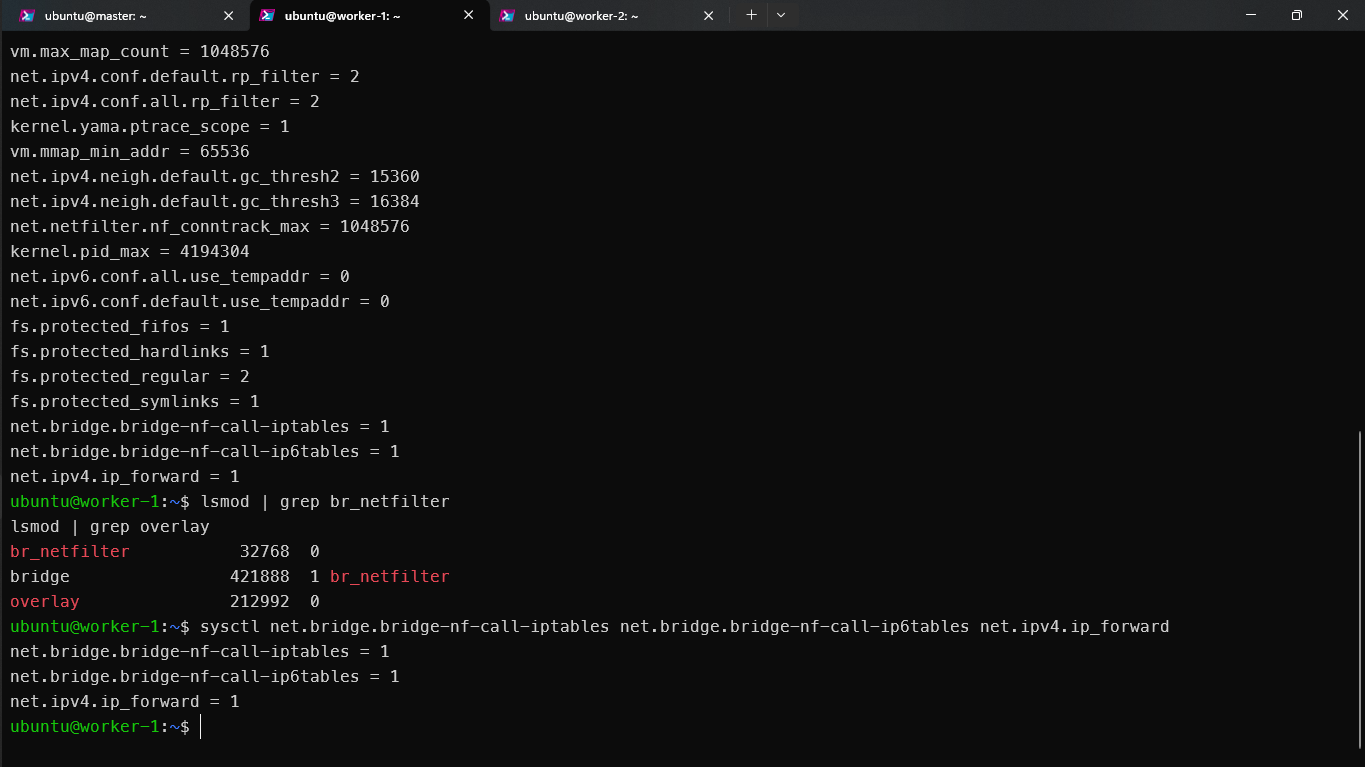 ubuntu@master: ~
ubuntu@worker-1: ~
ubuntu@worker-2: ~
vm.max_map_count = 1048576
net.ipv4.conf.default.rp_filter = 2
net.ipv4.conf.all.rp_filter = 2
kernel.yama.ptrace_scope = 1
vm.mmap_min_addr = 65536
net.ipv4.neigh.default.gc_thresh2 = 15360
net.ipv4.neigh.default.gc_thresh3 = 16384
net.netfilter.nf_conntrack_max = 1048576
kernel.pid_max = 4194304
net.ipv6.conf.all.use_tempaddr = 0
net.ipv6.conf.default.use_tempaddr = 0
fs.protected_fifos = 1
fs.protected_hardlinks = 1
fs.protected_regular = 2
fs.protected_symlinks = 1
net.bridge.bridge-nf-call-iptables = 1
net.bridge.bridge-nf-call-ip6tables = 1
net.ipv4.ip_forward = 1
ubuntu@worker-1:~$ lsmod | grep br_netfilter
lsmod | grep overlay
br_netfilter           32768  0
bridge                421888  1 br_netfilter
overlay               212992  0
ubuntu@worker-1:~$ sysctl net.bridge.bridge-nf-call-iptables net.bridge.bridge-nf-call-ip6tables net.ipv4.ip_forward
net.bridge.bridge-nf-call-iptables = 1
net.bridge.bridge-nf-call-ip6tables = 1
net.ipv4.ip_forward = 1
ubuntu@worker-1:~$